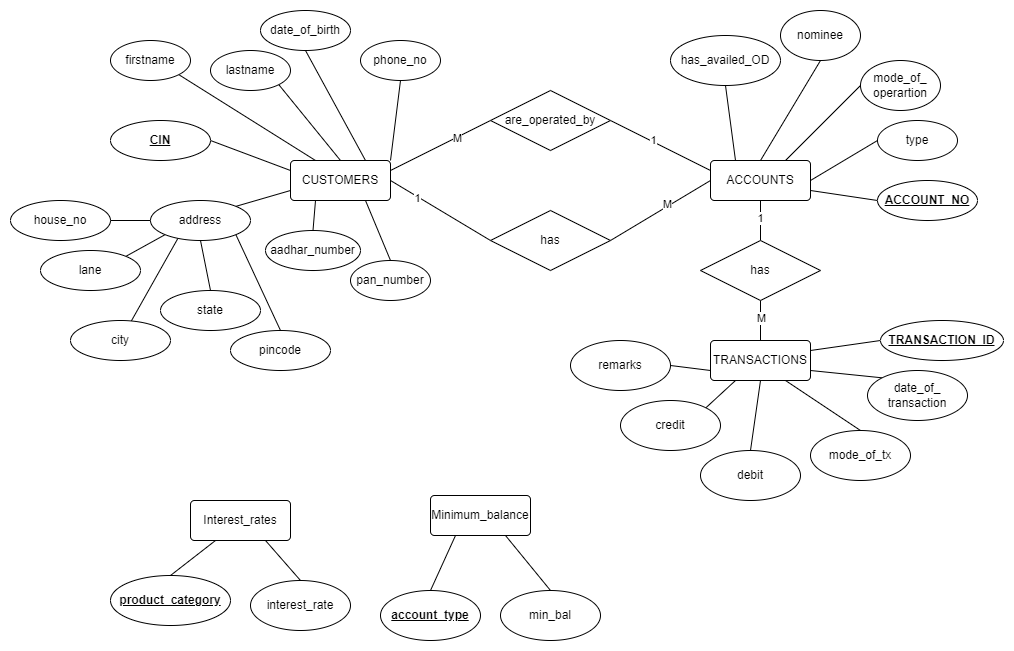 date_of_birth
firstname
lastname
phone_no
CIN
CUSTOMERS
house_no
address
lane
state
city
pincode
aadhar_number
pan_number
M
are_operated_by
1
1
has
M
nominee
has_availed_OD
mode_of_
operartion
type
ACCOUNTS
ACCOUNT_NO
1
has
M
TRANSACTIONS
TRANSACTION_ID
remarks
date_of_
transaction
credit
mode_of_tx
debit
Interest_rates
product_category
interest_rate
Minimum_balance
account_type
min_bal